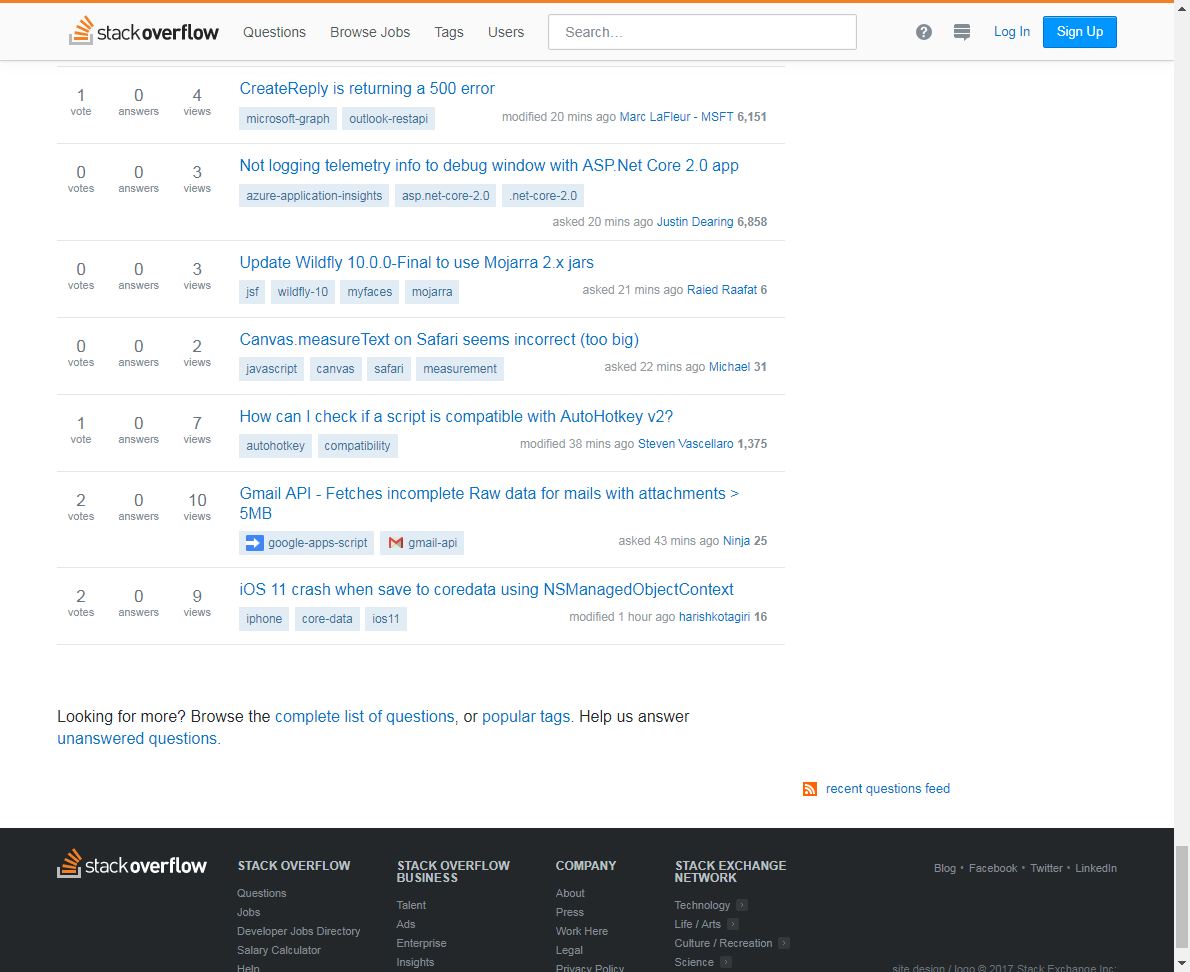 stackoverflow Questions Browse Jobs Tags Users Search... Log In Sign Up
1 0 4 CreateReply is returning a 500 error
vote answers views
microsoft-graph outlook-restapi modified 20 mins ago Marc LaFleur - MSFT 6,151
0 0 3 Not logging telemetry info to debug window with ASP.Net Core 2.0 app
votes answers views
azure-application-insights asp.net-core-2.0 .net-core-2.0
asked 20 mins ago Justin Dearing 6,858
0 0 3 Update Wildfly 10.0.0-Final to use Mojarra 2.x jars
votes answers views
jsf wildfly-10 myfaces mojarra asked 21 mins ago Raied Raafat 6
0 0 2 Canvas.measureText on Safari seems incorrect (too big)
votes answers views
javascript canvas safari measurement asked 22 mins ago Michael 31
1 0 7 How can I check if a script is compatible with AutoHotkey v2?
vote answers views
autohotkey compatibility modified 38 mins ago Steven Vascellaro 1,375
2 0 10 Gmail API - Fetches incomplete Raw data for mails with attachments >
votes answers views 5MB
google-apps-script gmail-api asked 43 mins ago Ninja 25
2 0 9 iOS 11 crash when save to coredata using NSManagedObjectContext
votes answers views
iphone core-data ios11 modified 1 hour ago harishkotagiri 16
Looking for more? Browse the complete list of questions, or popular tags. Help us answer
unanswered questions.
recent questions feed
stackoverflow
STACK OVERFLOW
Questions
Jobs
Developer Jobs Directory
Salary Calculator
Help
STACK OVERFLOW
BUSINESS
Talent
Ads
Enterprise
Insights
COMPANY
About
Press
Work Here
Legal
Privacy Policy
STACK EXCHANGE
NETWORK
Technology
Life / Arts
Culture / Recreation
Science
Blog • Facebook • Twitter • LinkedIn
site design / logo © 2017 Stack Exchange Inc;